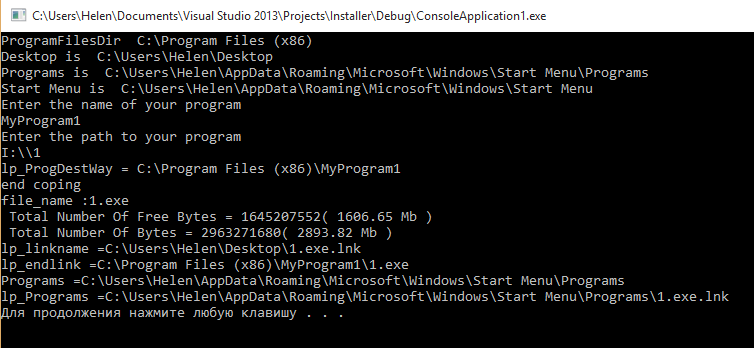 C:\Users\Helen\Documents\Visual Studio 2013\Projects\Installer\Debug\ConsoleApplication1.exe
ProgramFilesDir  C:\Program Files (x86)
Desktop is  C:\Users\Helen\Desktop
Programs is  C:\Users\Helen\AppData\Roaming\Microsoft\Windows\Start Menu\Programs
Start Menu is  C:\Users\Helen\AppData\Roaming\Microsoft\Windows\Start Menu
Enter the name of your program
MyProgram1
Enter the path to your program
I:\\1
lp_ProgDestWay = C:\Program Files (x86)\MyProgram1
end coping
file_name :1.exe
 Total Number Of Free Bytes = 1645207552( 1606.65 Mb )
 Total Number Of Bytes = 2963271680( 2893.82 Mb )
lp_linkname =C:\Users\Helen\Desktop\1.exe.lnk
lp_endlink =C:\Program Files (x86)\MyProgram1\1.exe
Programs =C:\Users\Helen\AppData\Roaming\Microsoft\Windows\Start Menu\Programs
lp_Programs =C:\Users\Helen\AppData\Roaming\Microsoft\Windows\Start Menu\Programs\1.exe.lnk
Для продолжения нажмите любую клавишу . . .